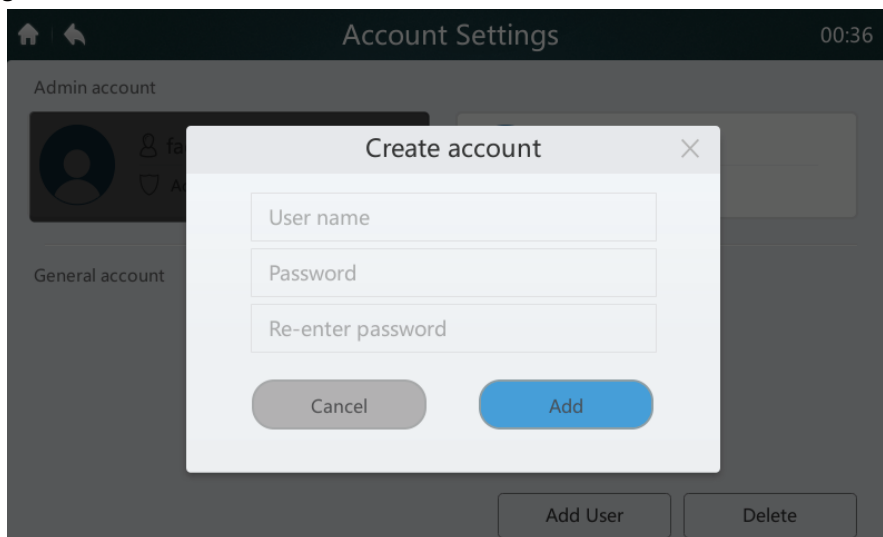 Account Settings 00:36
Admin account
fa
Create account
User name
Password
General account
Re-enter password
Cancel Add
Add User Delete